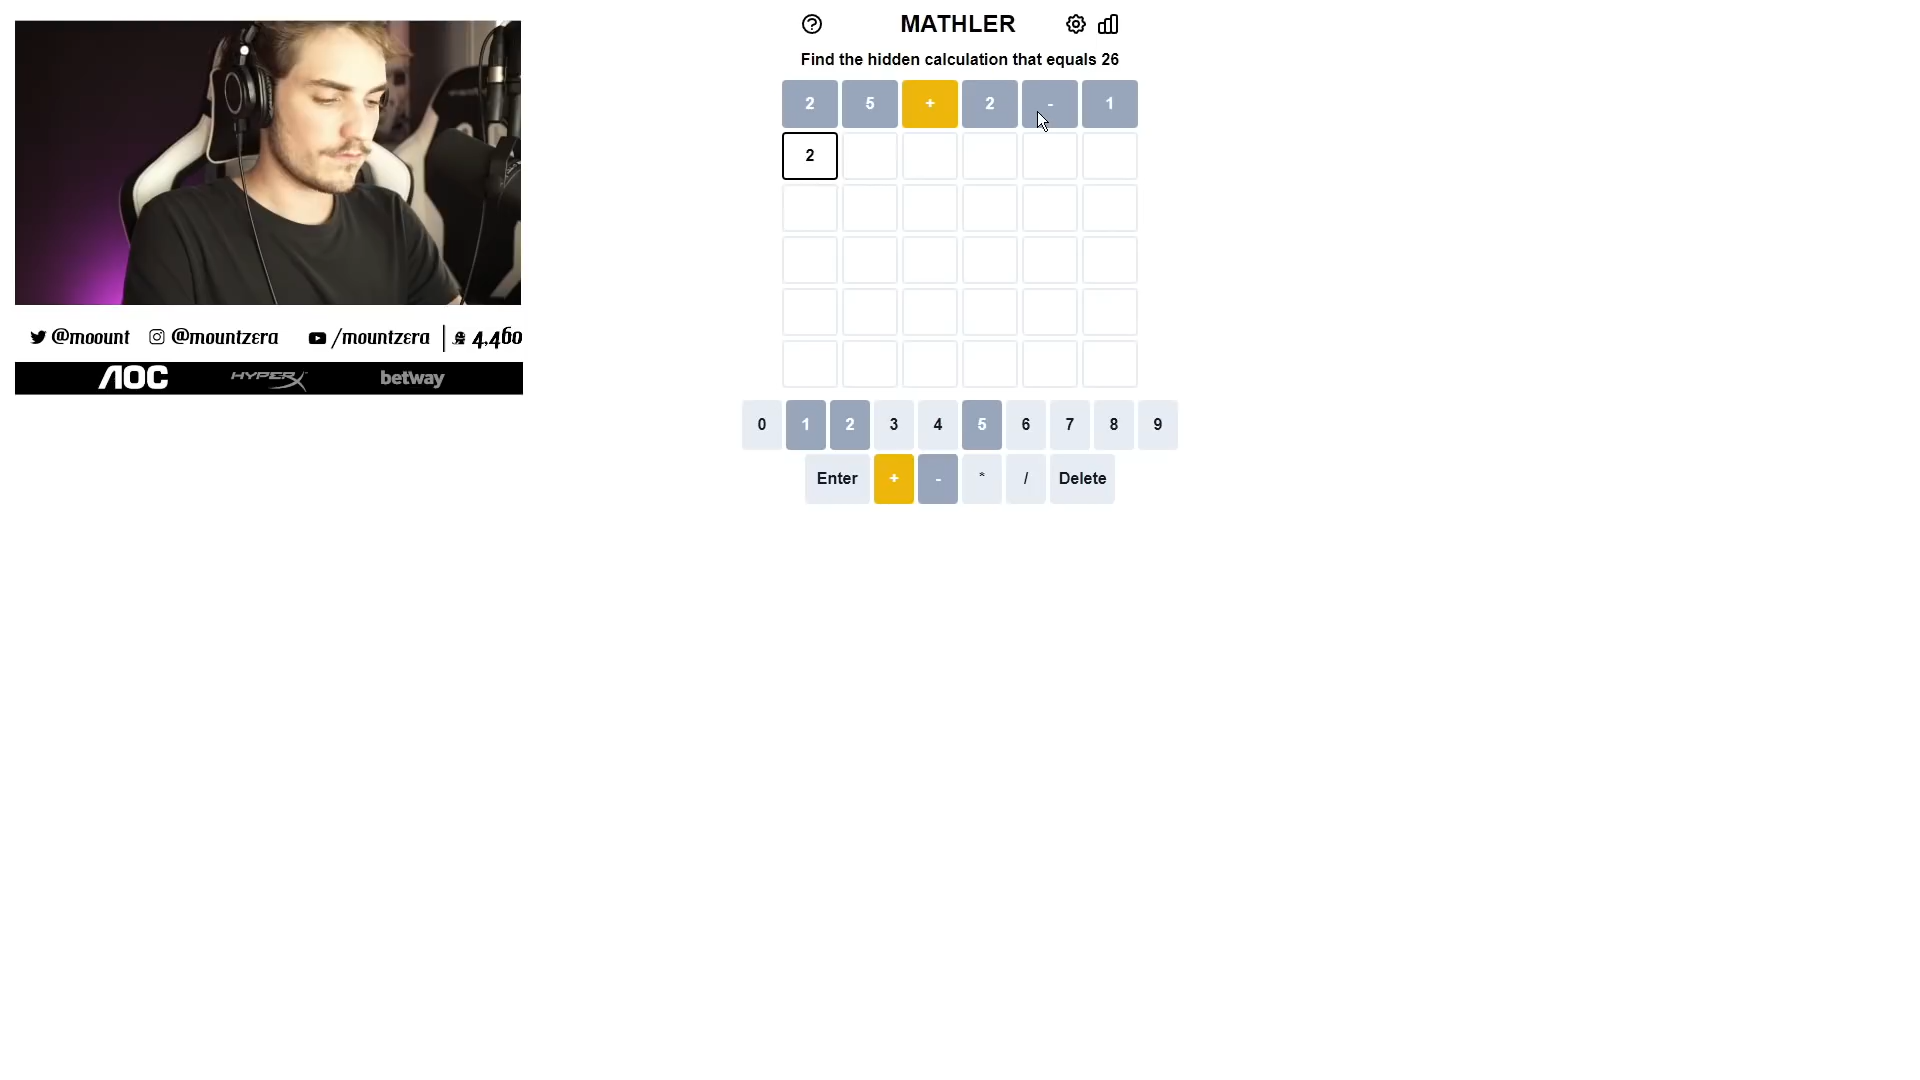 MATHLER
Find the hidden calculation that equals 26
2 5 + 2 - 1
2
@moount @mountzera /mountzera | 4.460
AOC HYPERX betway
0 1 2 3 4 5 6 7 8 9
Enter + - * / Delete